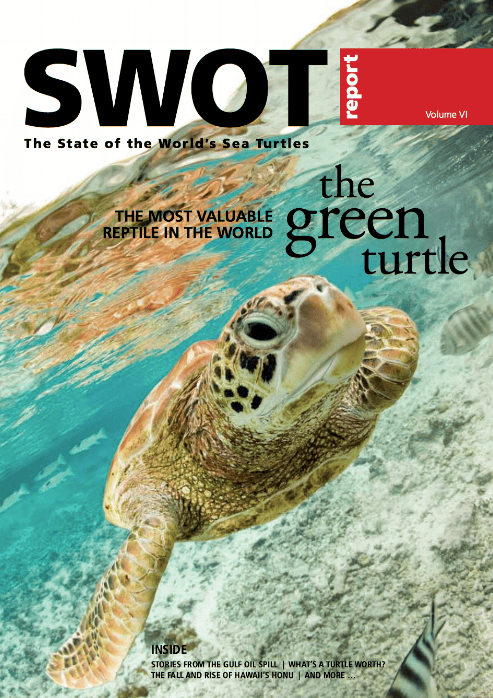 SWOT
report
Volume VI
The State of the World's Sea Turtles
the
green
turtle
THE MOST VALUABLE
REPTILE IN THE WORLD
INSIDE
STORIES FROM THE GULF OIL SPILL | WHAT'S A TURTLE WORTH?
THE FALL AND RISE OF HAWAII'S HONU | AND MORE ...